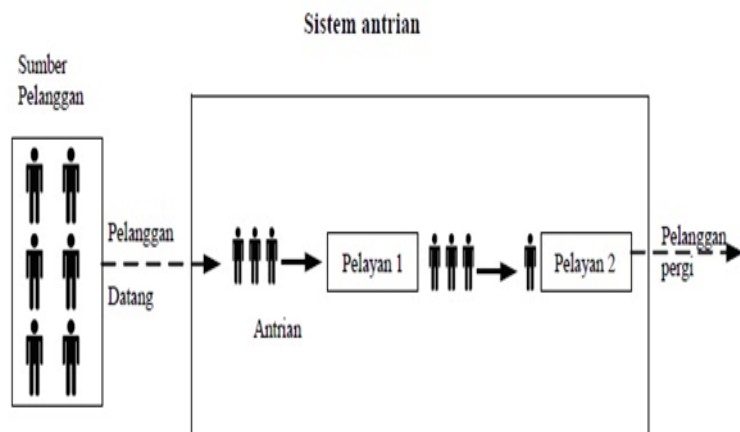 Sistem antrian
Sumber
Pelanggan
Pelanggan
Datang
Antrian
Pelayan 1
Pelayan 2
Pelanggan
pergi